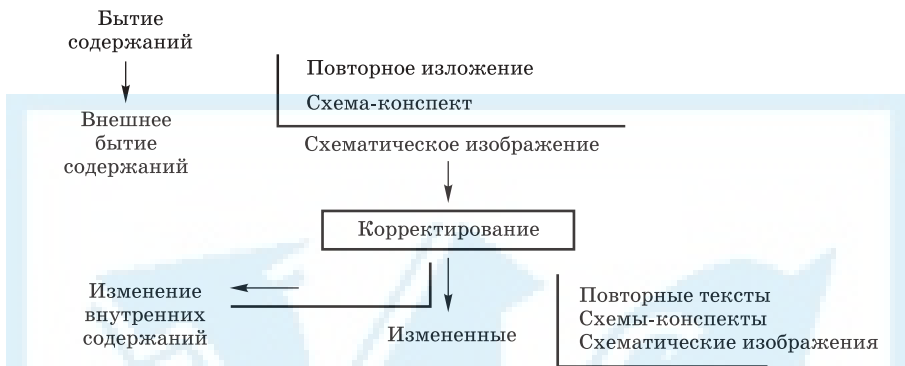 Бытие
содержаний
Повторное изложение
Схема-конспект
Внешнее
бытие
содержаний
Схематическое изображение
Корректирование
Изменение
внутренних
содержаний
Измененные
Повторные тексты
Схемы-конспекты
Схематические изображения